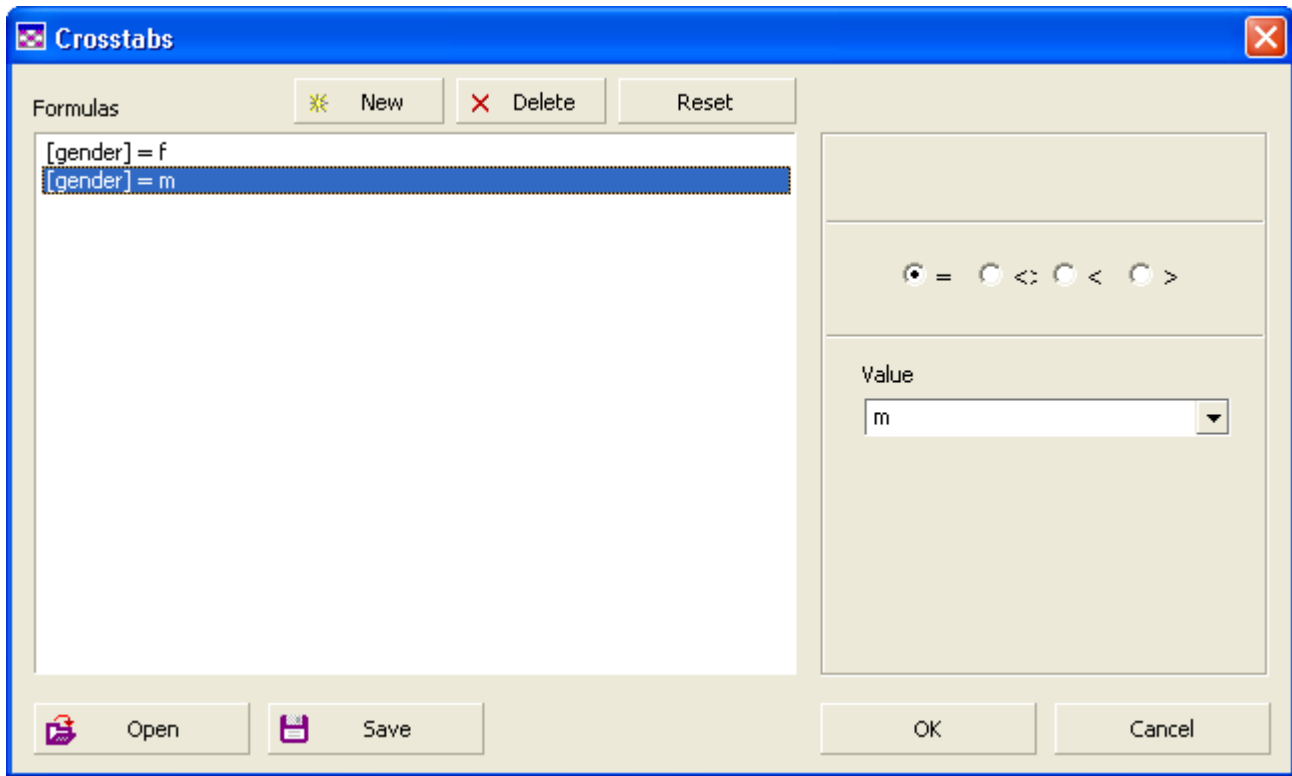 Crosstabs
Formulas
New
Delete
Reset
[gender] = f
[gender] = m
= <: < >
Value
m
Open
Save
OK
Cancel